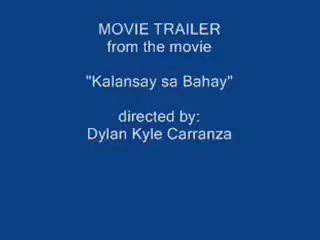 MOVIE TRAILER
from the movie
"Kalansay sa Bahay"
directed by:
Dylan Kyle Carranza